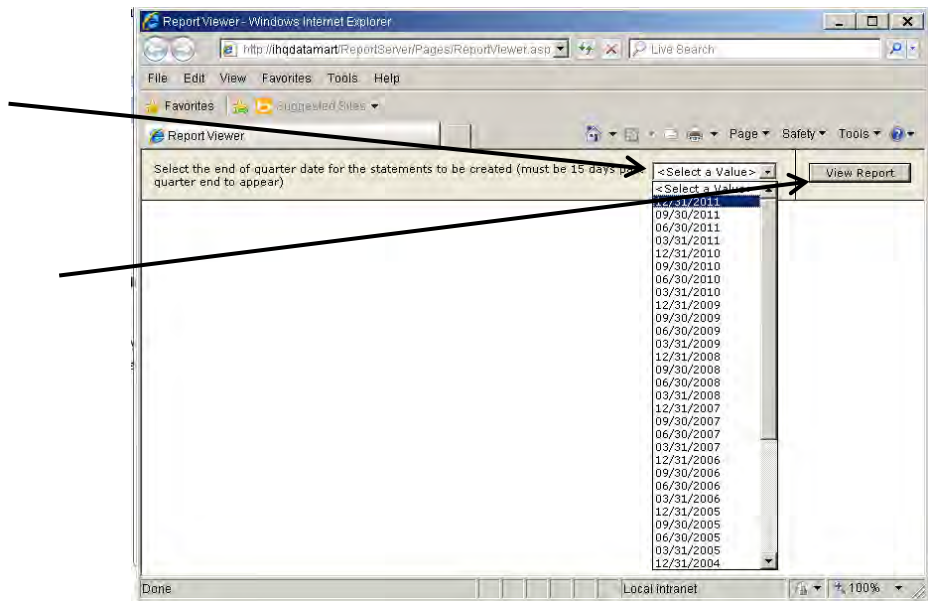 Report Viewer - Windows Internet Explorer
http://ihqdatamart/ReportServer/Pages/ReportViewer.asp
Live Search
File Edit View Favorites Tools Help
Favorites Suggested Sites
Report Viewer
Page Safety Tools
Select the end of quarter date for the statements to be created (must be 15 days
quarter end to appear)
<Select a Value>
View Report
<Select a Value>
12/31/2011
09/30/2011
06/30/2011
03/31/2011
12/31/2010
09/30/2010
06/30/2010
03/31/2010
12/31/2009
09/30/2009
06/30/2009
03/31/2009
12/31/2008
09/30/2008
06/30/2008
03/31/2008
12/31/2007
09/30/2007
06/30/2007
03/31/2007
12/31/2006
09/30/2006
06/30/2006
03/31/2006
12/31/2005
09/30/2005
06/30/2005
03/31/2005
12/31/2004
Done
Local intranet
100%